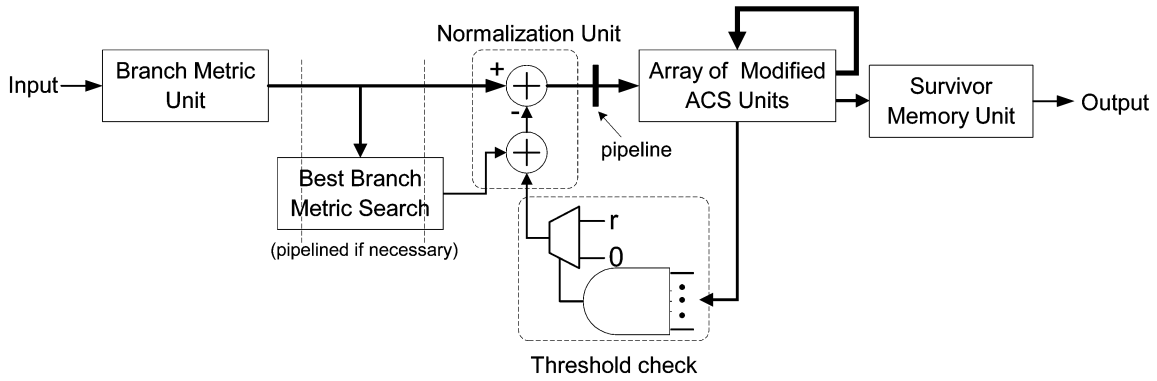 Normalization Unit
Input
Branch Metric
Unit
+
-
Array of Modified
ACS Units
Survivor
Memory Unit
Output
pipeline
Best Branch
Metric Search
(pipelined if necessary)
r
0
Threshold check